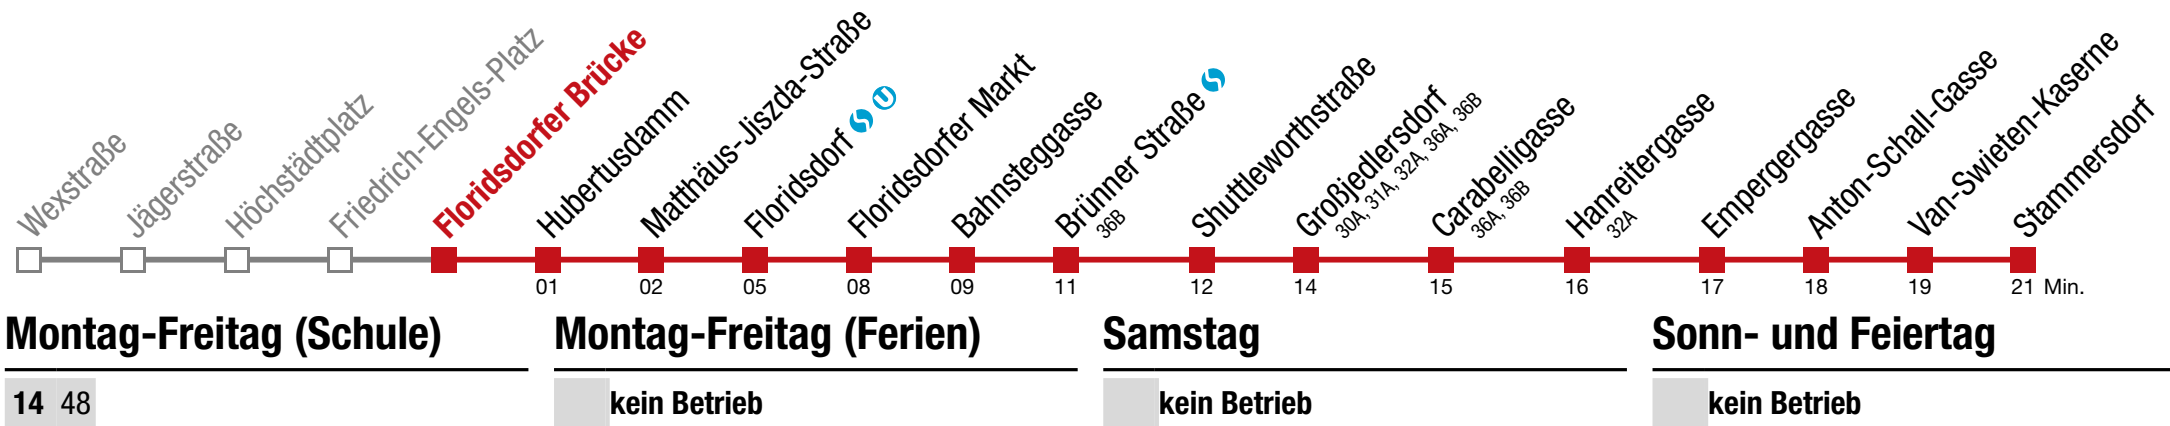 Wexstraße
Jägerstraße
Höchstädtplatz
Friedrich-Engels-Platz
Floridsdorfer Brücke
Hubertusdamm
Matthäus-Jiszda-Straße
Floridsdorf S U
Floridsdorfer Markt
Bahnsteggasse
Brünner Straße S
36B
Shuttleworthstraße
Großjedlersdorf
30A, 31A, 32A, 36A, 36B
Carabelligasse
36A, 36B
Hanreitergasse
32A
Empergergasse
Anton-Schall-Gasse
Van-Swieten-Kaserne
Stammersdorf
01 02 05 08 09 11 12 14 15 16 17 18 19 21 Min.
Montag-Freitag (Schule)
14 48
Montag-Freitag (Ferien)
kein Betrieb
Samstag
kein Betrieb
Sonn- und Feiertag
kein Betrieb